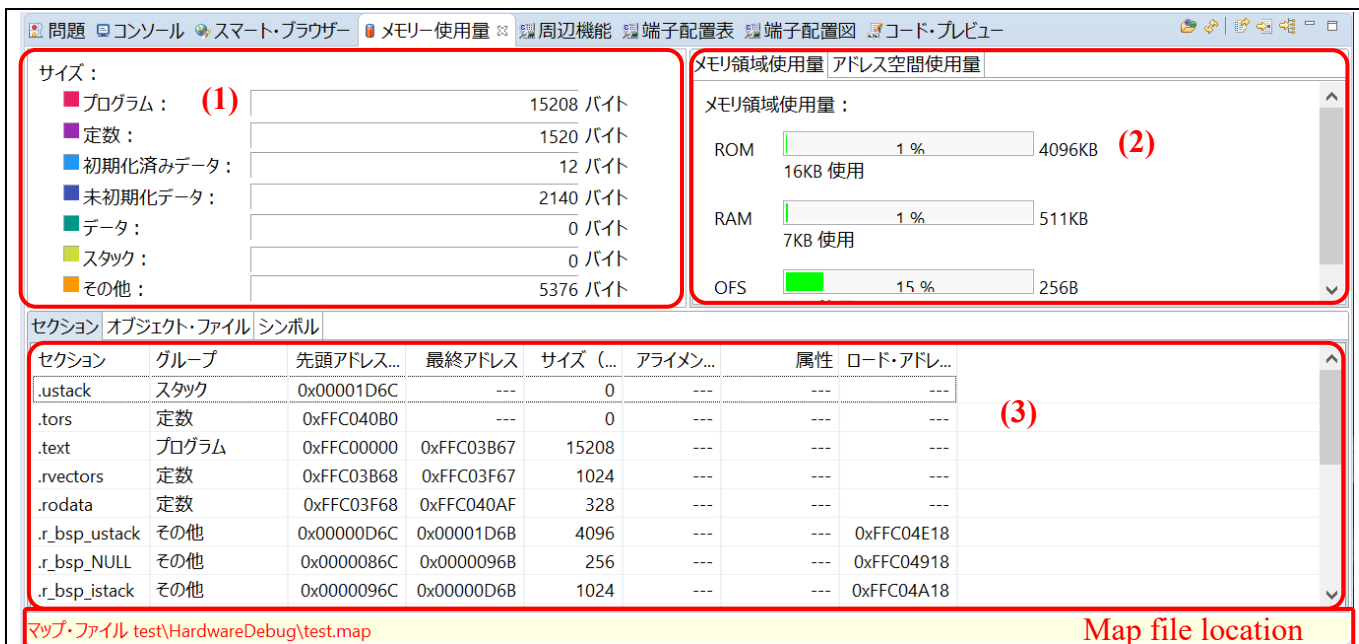 問題 コンソール スマート・ブラウザー メモリー使用量 周辺機能 端子配置表 端子配置図 コード・プレビュー
サイズ：
プログラム： (1) 15208 バイト
定数： 1520 バイト
初期化済みデータ： 12 バイト
未初期化データ： 2140 バイト
データ： 0 バイト
スタック： 0 バイト
その他： 5376 バイト
メモリ領域使用量 アドレス空間使用量
メモリ領域使用量：
ROM 1 % 4096KB (2)
16KB 使用
RAM 1 % 511KB
7KB 使用
OFS 15 % 256B
セクション オブジェクト・ファイル シンボル
セクション グループ 先頭アドレス... 最終アドレス サイズ（... アライメン... 属性 ロード・アドレ...
.ustack スタック 0x00001D6C --- 0 --- --- ---
.tors 定数 0xFFC040B0 --- 0 --- --- --- (3)
.text プログラム 0xFFC00000 0xFFC03B67 15208 --- --- ---
.rvectors 定数 0xFFC03B68 0xFFC03F67 1024 --- --- ---
.rodata 定数 0xFFC03F68 0xFFC040AF 328 --- --- ---
.r_bsp_ustack その他 0x00000D6C 0x00001D6B 4096 --- --- 0xFFC04E18
.r_bsp_NULL その他 0x0000086C 0x0000096B 256 --- --- 0xFFC04918
.r_bsp_istack その他 0x0000096C 0x00000D6B 1024 --- --- 0xFFC04A18
マップ・ファイル test\HardwareDebug\test.map Map file location